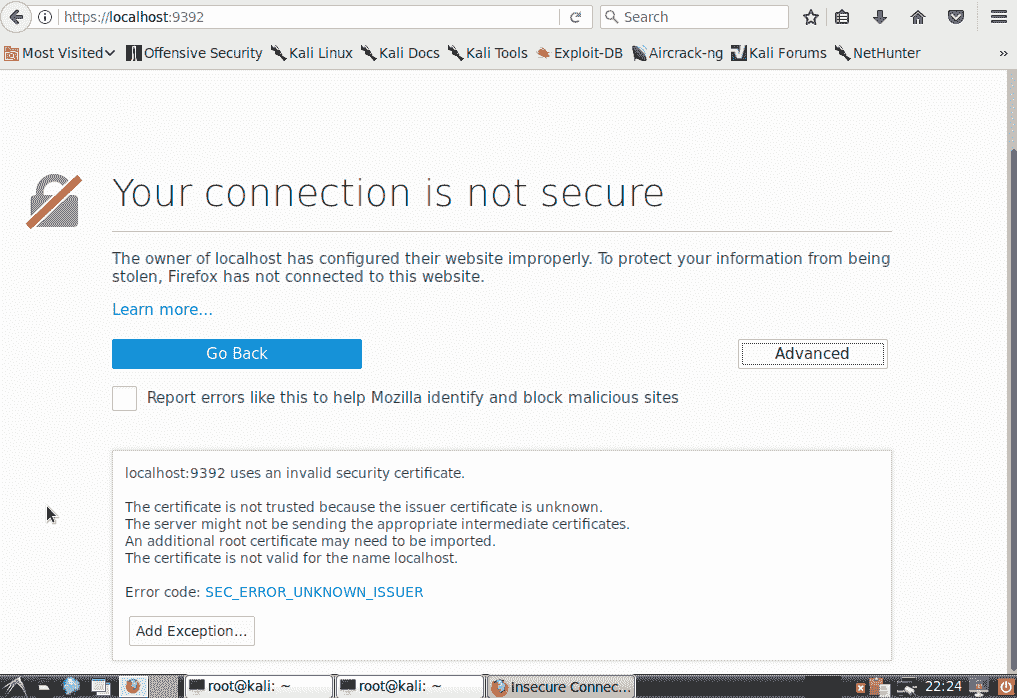 https://localhost:9392
Search
Most Visited Offensive Security Kali Linux Kali Docs Kali Tools Exploit-DB Aircrack-ng Kali Forums NetHunter »
Your connection is not secure
The owner of localhost has configured their website improperly. To protect your information from being
stolen, Firefox has not connected to this website.
Learn more...
Go Back
Advanced
Report errors like this to help Mozilla identify and block malicious sites
localhost:9392 uses an invalid security certificate.
The certificate is not trusted because the issuer certificate is unknown.
The server might not be sending the appropriate intermediate certificates.
An additional root certificate may need to be imported.
The certificate is not valid for the name localhost.
Error code: SEC_ERROR_UNKNOWN_ISSUER
Add Exception...
root@kali: ~ root@kali: ~ Insecure Connec... 22:24